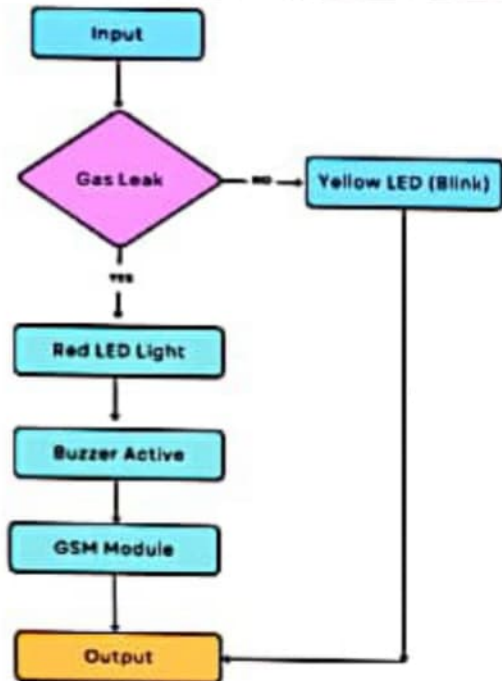 Input
Gas Leak
NO
Yellow LED (Blink)
YES
Red LED Light
Buzzer Active
GSM Module
Output